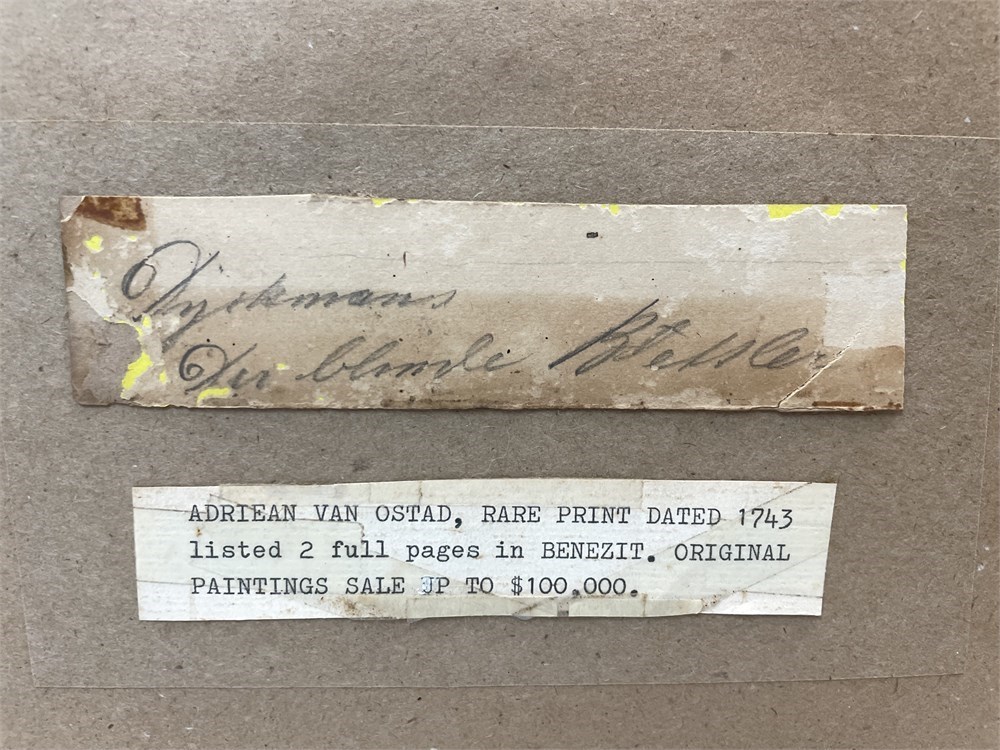 Dyckmans
Der blinde Bettler
ADRIEAN VAN OSTAD, RARE PRINT DATED 1743
listed 2 full pages in BENEZIT. ORIGINAL
PAINTINGS SALE UP TO $100,000.